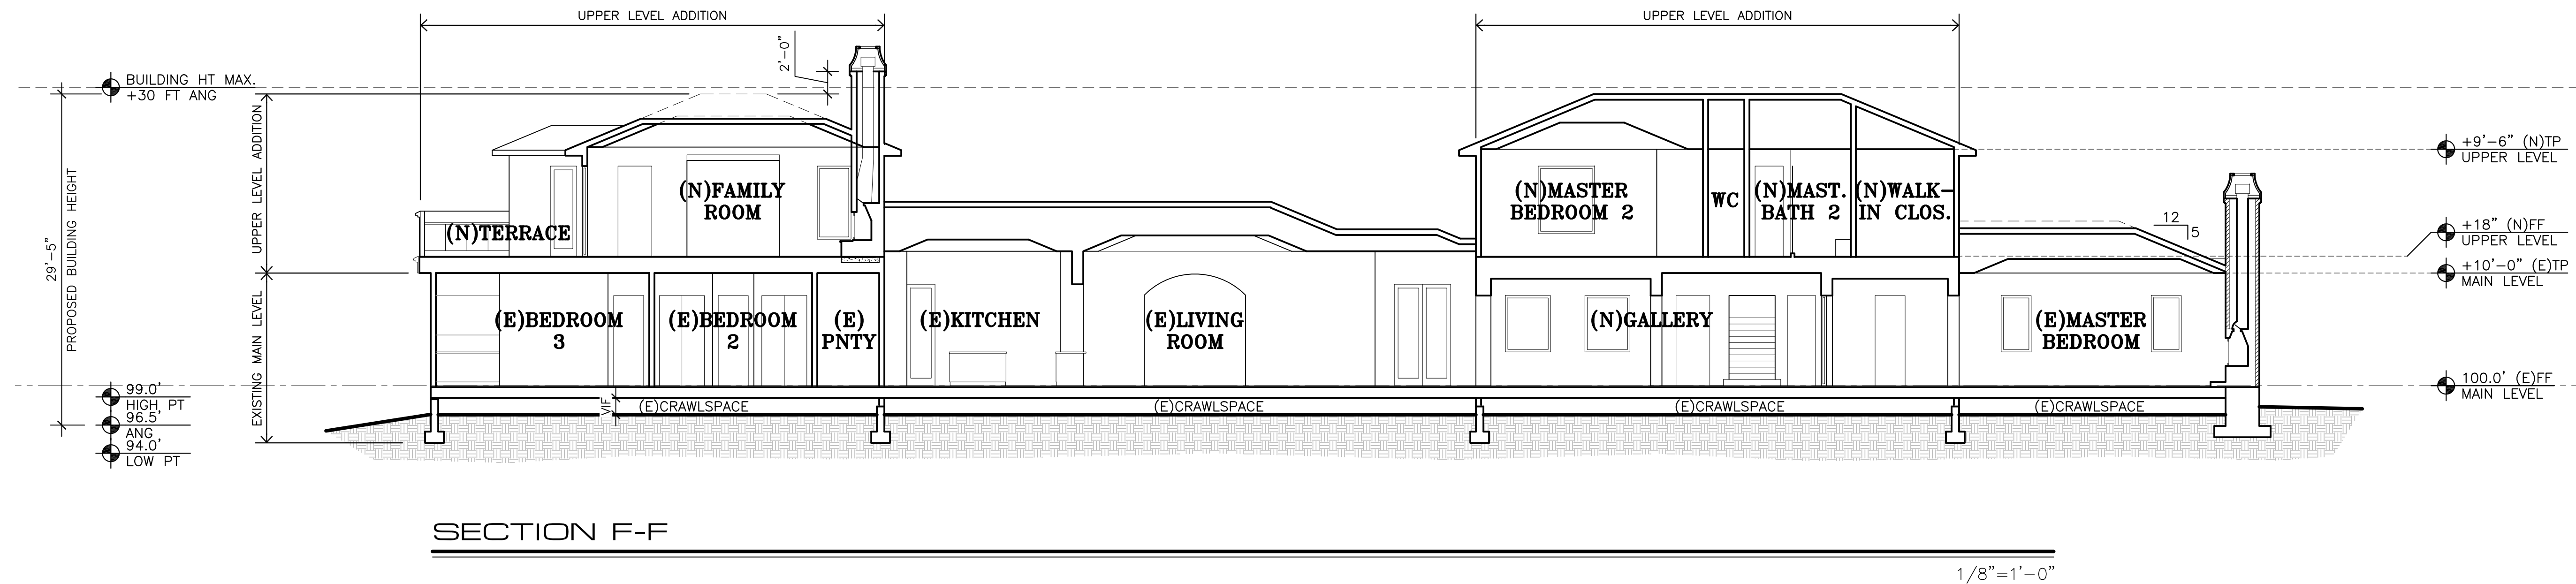 UPPER LEVEL ADDITION
UPPER LEVEL ADDITION
2'-0"
BUILDING HT MAX.
+30 FT ANG
29'-5"
PROPOSED BUILDING HEIGHT
UPPER LEVEL ADDITION
EXISTING MAIN LEVEL
+9'-6" (N)TP
UPPER LEVEL
(N)FAMILY
ROOM
(N)TERRACE
(N)MASTER
BEDROOM 2
WC
(N)MAST.
BATH 2
(N)WALK-
IN CLOS.
12
5
+18" (N)FF
UPPER LEVEL
+10'-0" (E)TP
MAIN LEVEL
(E)BEDROOM
3
(E)BEDROOM
2
(E)
PNTY
(E)KITCHEN
(E)LIVING
ROOM
(N)GALLERY
(E)MASTER
BEDROOM
99.0'
HIGH PT
96.5'
ANG
94.0'
LOW PT
100.0' (E)FF
MAIN LEVEL
VIF
(E)CRAWLSPACE
(E)CRAWLSPACE
(E)CRAWLSPACE
(E)CRAWLSPACE
SECTION F-F
1/8"=1'-0"